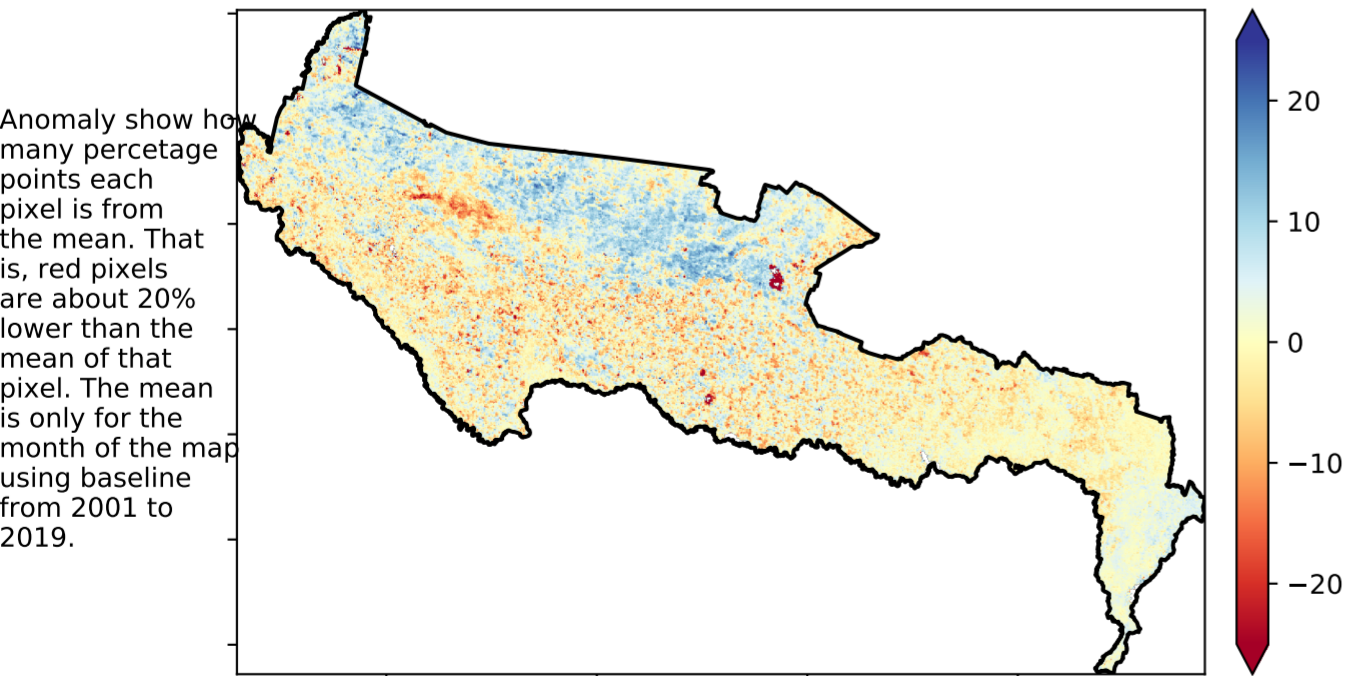 Anomaly show how
many percetage
points each
pixel is from
the mean. That
is, red pixels
are about 20%
lower than the
mean of that
pixel. The mean
is only for the
month of the map
using baseline
from 2001 to
2019.
20
10
0
−10
−20